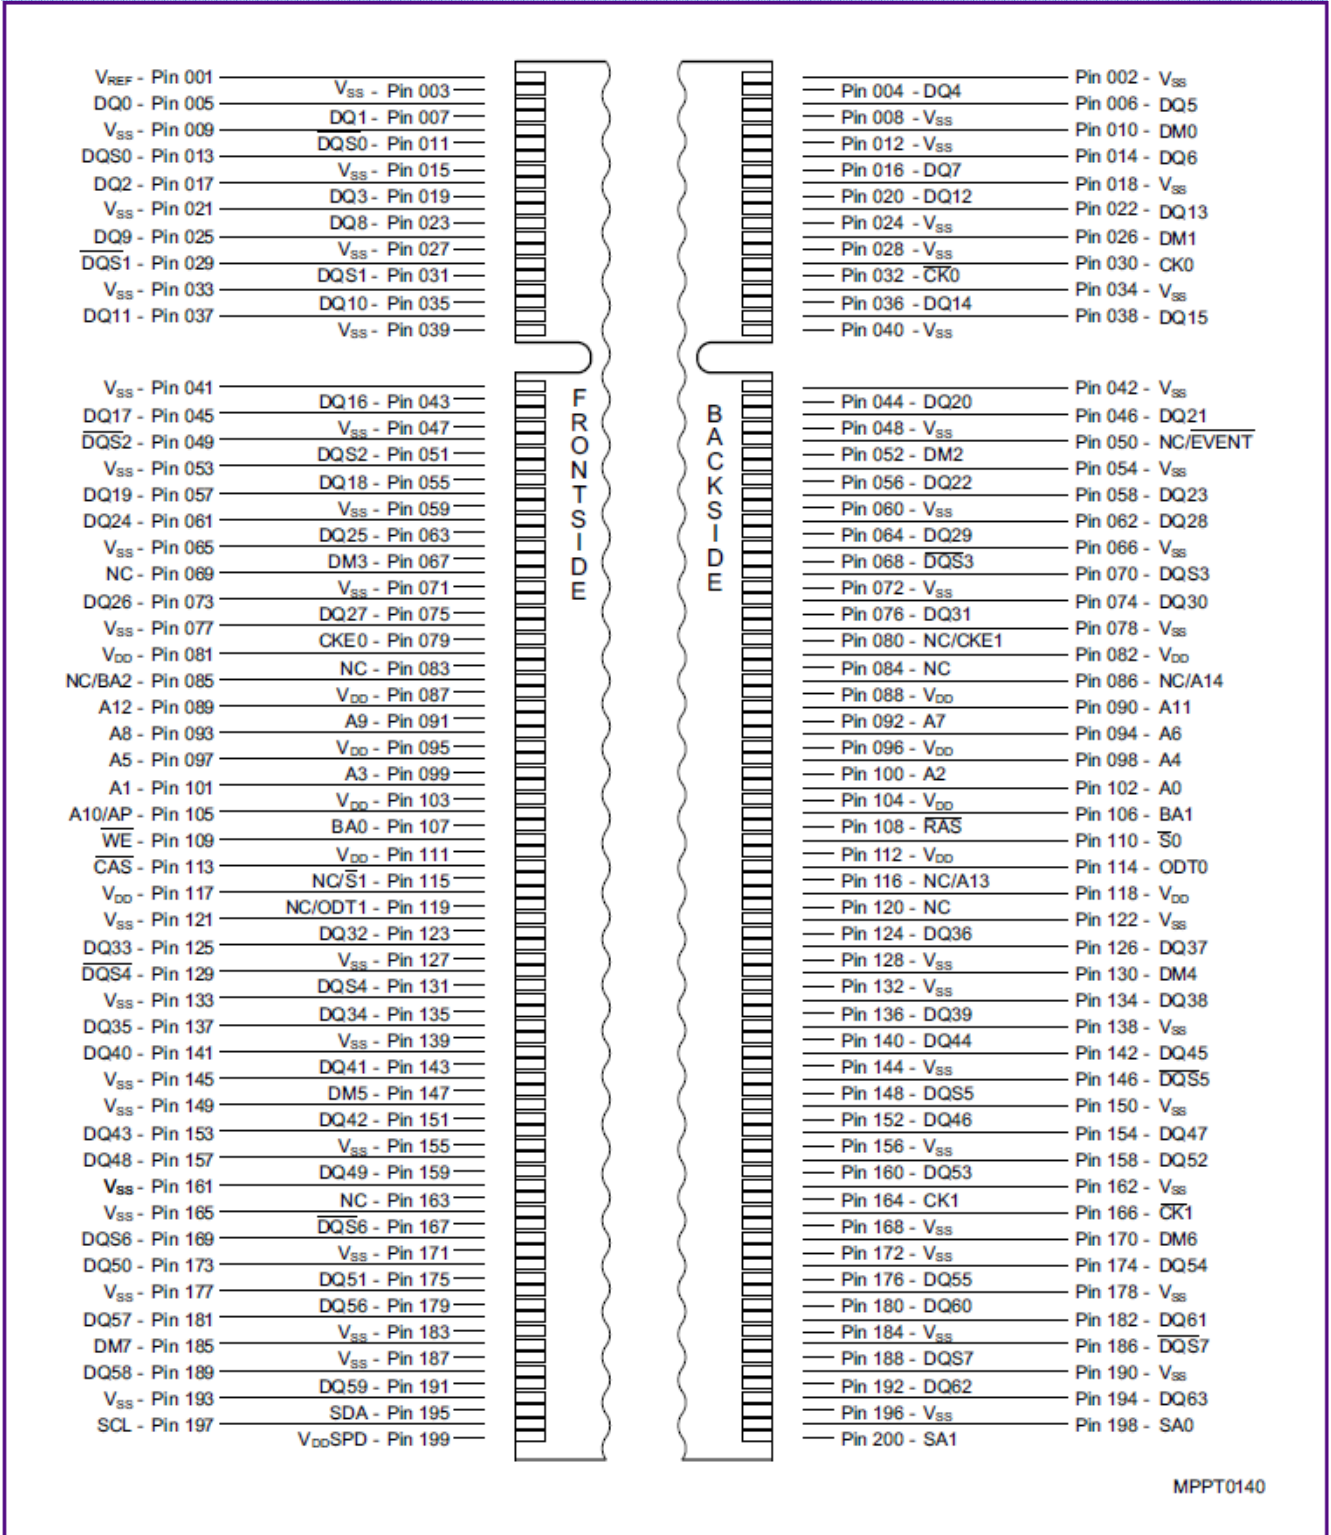 VREF - Pin 001
VSS - Pin 003
DQ0 - Pin 005
DQ1 - Pin 007
VSS - Pin 009
DQS0 - Pin 011
DQS0 - Pin 013
VSS - Pin 015
DQ2 - Pin 017
DQ3 - Pin 019
VSS - Pin 021
DQ8 - Pin 023
DQ9 - Pin 025
VSS - Pin 027
DQS1 - Pin 029
DQS1 - Pin 031
VSS - Pin 033
DQ10 - Pin 035
DQ11 - Pin 037
VSS - Pin 039
VSS - Pin 041
DQ16 - Pin 043
DQ17 - Pin 045
VSS - Pin 047
DQS2 - Pin 049
DQS2 - Pin 051
VSS - Pin 053
DQ18 - Pin 055
DQ19 - Pin 057
VSS - Pin 059
DQ24 - Pin 061
DQ25 - Pin 063
VSS - Pin 065
DM3 - Pin 067
NC - Pin 069
VSS - Pin 071
DQ26 - Pin 073
DQ27 - Pin 075
VSS - Pin 077
CKE0 - Pin 079
VDD - Pin 081
NC - Pin 083
NC/BA2 - Pin 085
VDD - Pin 087
A12 - Pin 089
A9 - Pin 091
A8 - Pin 093
VDD - Pin 095
A5 - Pin 097
A3 - Pin 099
A1 - Pin 101
VDD - Pin 103
A10/AP - Pin 105
BA0 - Pin 107
WE - Pin 109
VDD - Pin 111
CAS - Pin 113
NC/S1 - Pin 115
VDD - Pin 117
NC/ODT1 - Pin 119
VSS - Pin 121
DQ32 - Pin 123
DQ33 - Pin 125
VSS - Pin 127
DQS4 - Pin 129
DQS4 - Pin 131
VSS - Pin 133
DQ34 - Pin 135
DQ35 - Pin 137
VSS - Pin 139
DQ40 - Pin 141
DQ41 - Pin 143
VSS - Pin 145
DM5 - Pin 147
VSS - Pin 149
DQ42 - Pin 151
DQ43 - Pin 153
VSS - Pin 155
DQ48 - Pin 157
DQ49 - Pin 159
VSS - Pin 161
NC - Pin 163
VSS - Pin 165
DQS6 - Pin 167
DQS6 - Pin 169
VSS - Pin 171
DQ50 - Pin 173
DQ51 - Pin 175
VSS - Pin 177
DQ56 - Pin 179
DQ57 - Pin 181
VSS - Pin 183
DM7 - Pin 185
VSS - Pin 187
DQ58 - Pin 189
DQ59 - Pin 191
VSS - Pin 193
SDA - Pin 195
SCL - Pin 197
VDDSPD - Pin 199
FRONTSIDE
BACKSIDE
Pin 002 - VSS
Pin 004 - DQ4
Pin 006 - DQ5
Pin 008 - VSS
Pin 010 - DM0
Pin 012 - VSS
Pin 014 - DQ6
Pin 016 - DQ7
Pin 018 - VSS
Pin 020 - DQ12
Pin 022 - DQ13
Pin 024 - VSS
Pin 026 - DM1
Pin 028 - VSS
Pin 030 - CK0
Pin 032 - CK0
Pin 034 - VSS
Pin 036 - DQ14
Pin 038 - DQ15
Pin 040 - VSS
Pin 042 - VSS
Pin 044 - DQ20
Pin 046 - DQ21
Pin 048 - VSS
Pin 050 - NC/EVENT
Pin 052 - DM2
Pin 054 - VSS
Pin 056 - DQ22
Pin 058 - DQ23
Pin 060 - VSS
Pin 062 - DQ28
Pin 064 - DQ29
Pin 066 - VSS
Pin 068 - DQS3
Pin 070 - DQS3
Pin 072 - VSS
Pin 074 - DQ30
Pin 076 - DQ31
Pin 078 - VSS
Pin 080 - NC/CKE1
Pin 082 - VDD
Pin 084 - NC
Pin 086 - NC/A14
Pin 088 - VDD
Pin 090 - A11
Pin 092 - A7
Pin 094 - A6
Pin 096 - VDD
Pin 098 - A4
Pin 100 - A2
Pin 102 - A0
Pin 104 - VDD
Pin 106 - BA1
Pin 108 - RAS
Pin 110 - S0
Pin 112 - VDD
Pin 114 - ODT0
Pin 116 - NC/A13
Pin 118 - VDD
Pin 120 - NC
Pin 122 - VSS
Pin 124 - DQ36
Pin 126 - DQ37
Pin 128 - VSS
Pin 130 - DM4
Pin 132 - VSS
Pin 134 - DQ38
Pin 136 - DQ39
Pin 138 - VSS
Pin 140 - DQ44
Pin 142 - DQ45
Pin 144 - VSS
Pin 146 - DQS5
Pin 148 - DQS5
Pin 150 - VSS
Pin 152 - DQ46
Pin 154 - DQ47
Pin 156 - VSS
Pin 158 - DQ52
Pin 160 - DQ53
Pin 162 - VSS
Pin 164 - CK1
Pin 166 - CK1
Pin 168 - VSS
Pin 170 - DM6
Pin 172 - VSS
Pin 174 - DQ54
Pin 176 - DQ55
Pin 178 - VSS
Pin 180 - DQ60
Pin 182 - DQ61
Pin 184 - VSS
Pin 186 - DQS7
Pin 188 - DQS7
Pin 190 - VSS
Pin 192 - DQ62
Pin 194 - DQ63
Pin 196 - VSS
Pin 198 - SA0
Pin 200 - SA1
MPPT0140